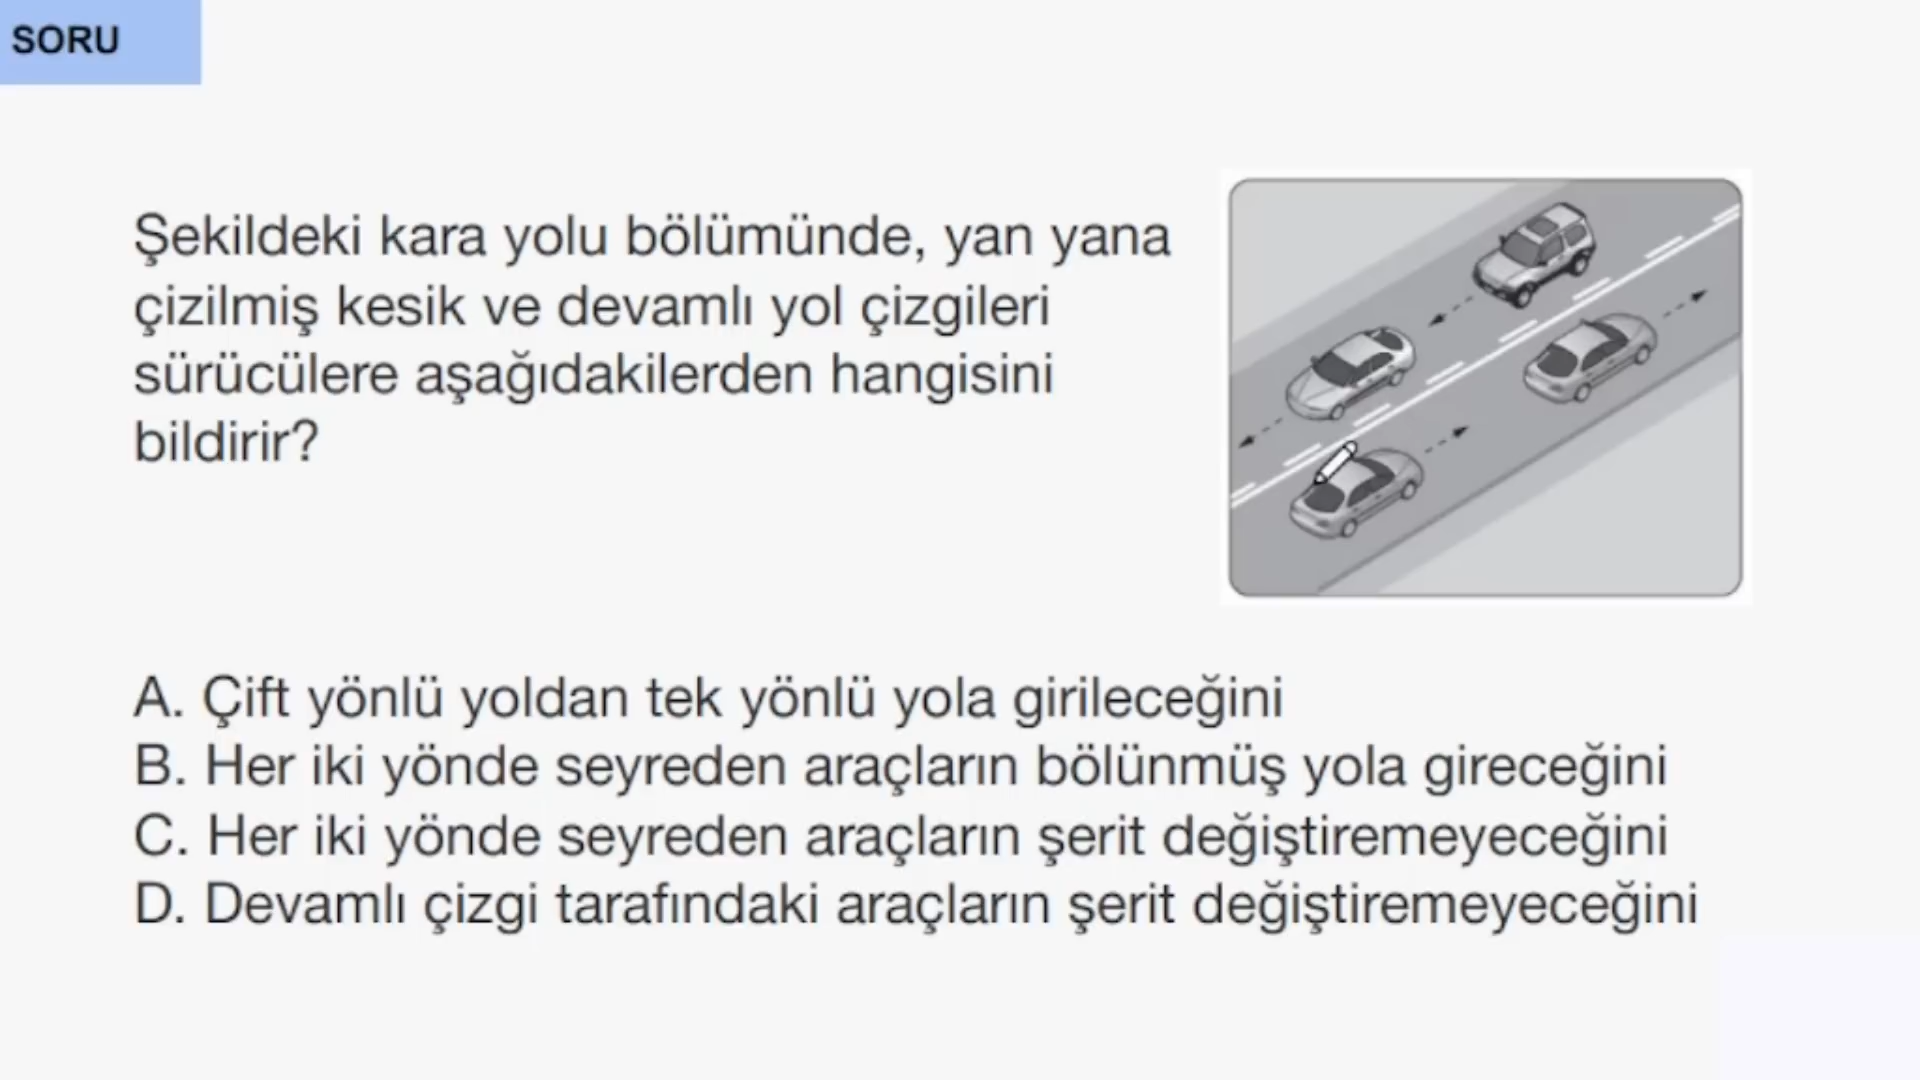 SORU
Şekildeki kara yolu bölümünde, yan yana
çizilmiş kesik ve devamlı yol çizgileri
sürücülere aşağıdakilerden hangisini
bildirir?
A. Çift yönlü yoldan tek yönlü yola girileceğini
B. Her iki yönde seyreden araçların bölünmüş yola gireceğini
C. Her iki yönde seyreden araçların şerit değiştiremeyeceğini
D. Devamlı çizgi tarafındaki araçların şerit değiştiremeyeceğini